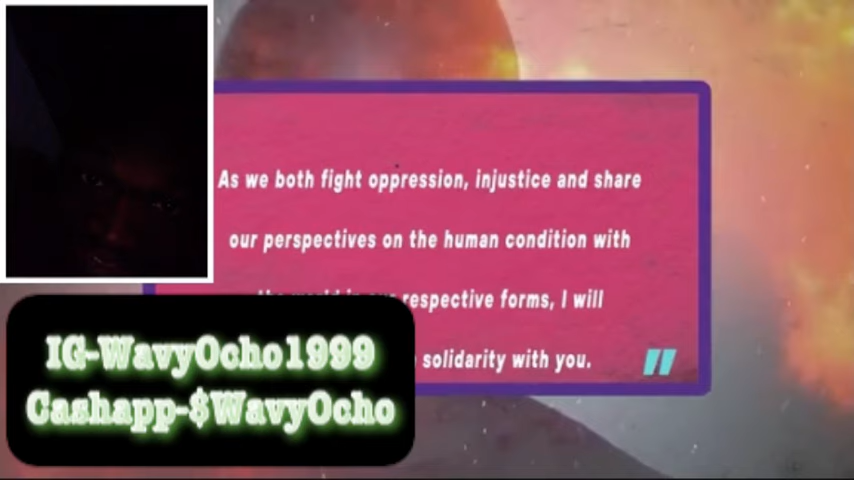 As we both fight oppression, injustice and share
our perspectives on the human condition with
respective forms, I will
solidarity with you.
"
IG-WavyOcho1999
Cashapp-$WavyOcho